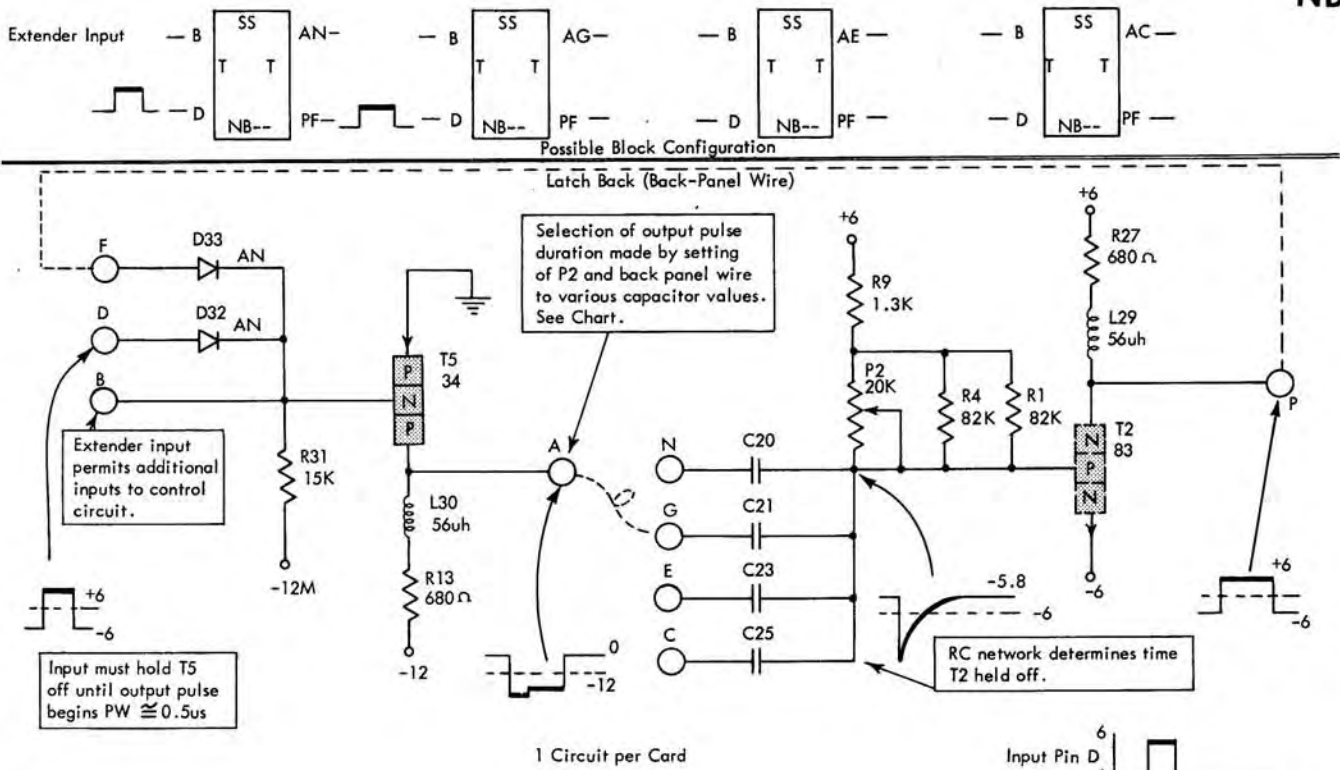 NB
Extender Input — B SS AN— — B SS AG— — B SS AE — — B SS AC —
T T T T T T T T
— D NB-- PF— — D NB-- PF — — D NB-- PF — — D NB-- PF —
Possible Block Configuration
Latch Back (Back-Panel Wire)
F
D33
AN
D
D32
AN
B
Extender input
permits additional
inputs to control
circuit.
R31
15K
-12M
+6
-6
Input must hold T5
off until output pulse
begins PW ≅ 0.5us
T5
34
P
N
P
L30
56uh
R13
680 Ω
-12
Selection of output pulse
duration made by setting
of P2 and back panel wire
to various capacitor values.
See Chart.
A
0
-12
N
C20
G
C21
E
C23
C
C25
+6
R9
1.3K
P2
20K
R4
82K
R1
82K
-5.8
-6
RC network determines time
T2 held off.
+6
R27
680 Ω
L29
56uh
T2
83
N
P
N
-6
P
+6
-6
1 Circuit per Card
6
Input Pin D